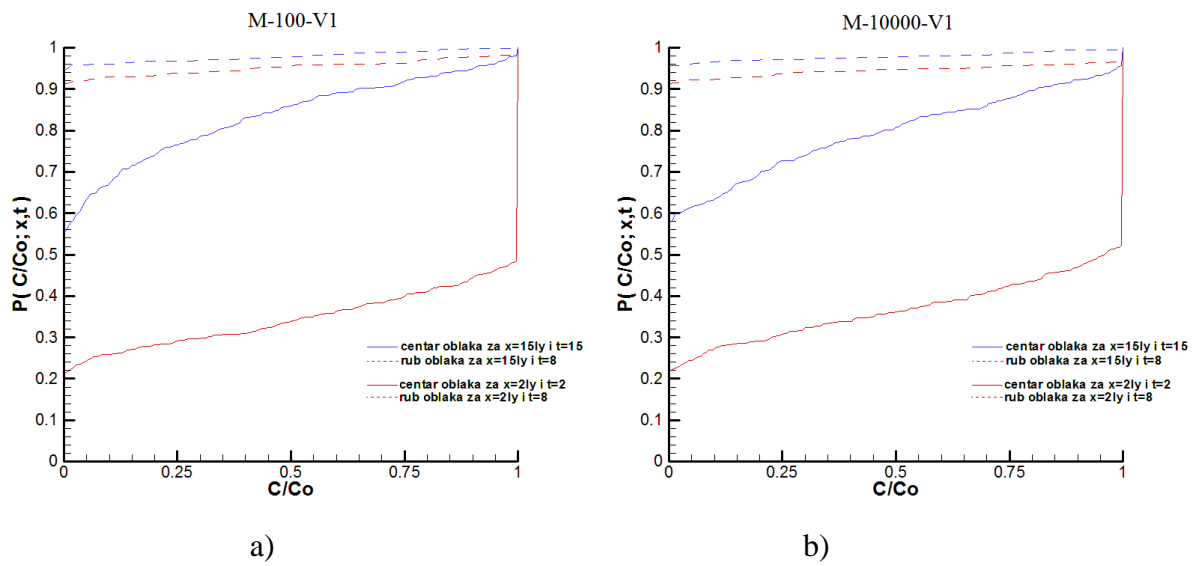 M-100-V1
P( C/Co; x,t )
1
0.9
0.8
0.7
0.6
0.5
0.4
0.3
0.2
0.1
0
0
0.25
0.5
0.75
1
C/Co
centar oblaka za x=15ly i t=15
rub oblaka za x=15ly i t=8
centar oblaka za x=2ly i t=2
rub oblaka za x=2ly i t=8
a)
M-10000-V1
P( C/Co; x,t )
1
0.9
0.8
0.7
0.6
0.5
0.4
0.3
0.2
0.1
0
0
0.25
0.5
0.75
1
C/Co
centar oblaka za x=15ly i t=15
rub oblaka za x=15ly i t=8
centar oblaka za x=2ly i t=2
rub oblaka za x=2ly i t=8
b)